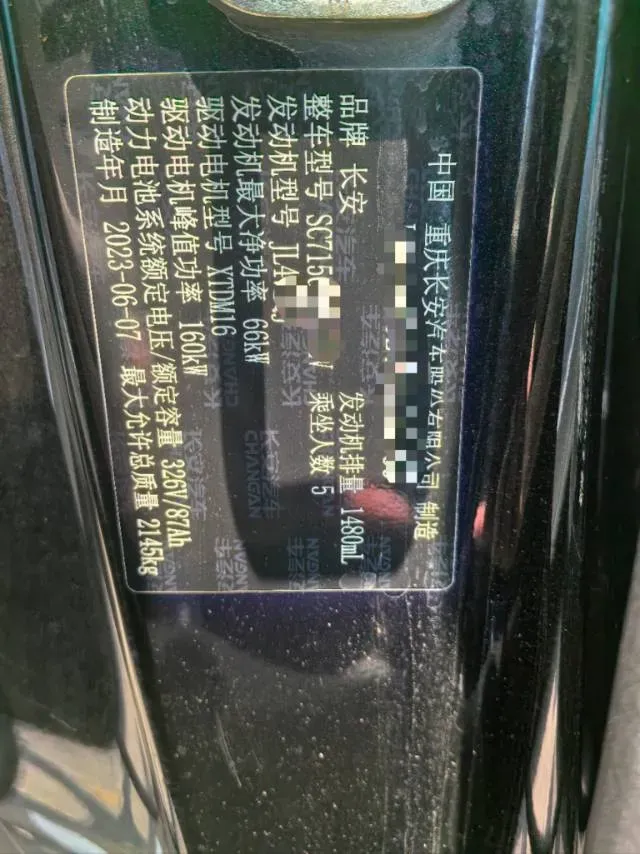 中国 重庆长安汽车股份有限公司 制造
品牌 长安
整车型号 SC715
发动机型号 JL4 发动机排量 1480mL
发动机最大净功率 66kW 乘坐人数 5
驱动电机型号 XTDM16
驱动电机峰值功率 160kW
动力电池系统额定电压/额定容量 326V/87Ah
制造年月 2023-06-07 最大允许总质量 2145kg
长安汽车
CHANGAN